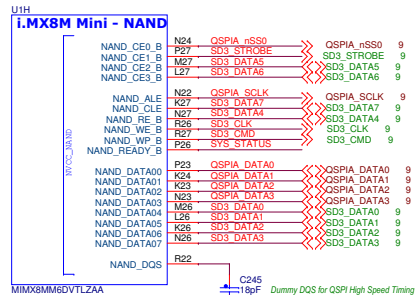 U1H
i.MX8M Mini - NAND
NVCC_NAND
NAND_CE0_B N24 QSPIA_nSS0 QSPIA_nSS0 9
NAND_CE1_B P27 SD3_STROBE SD3_STROBE 9
NAND_CE2_B M27 SD3_DATA5 SD3_DATA5 9
NAND_CE3_B L27 SD3_DATA6 SD3_DATA6 9
NAND_ALE N22 QSPIA_SCLK QSPIA_SCLK 9
NAND_CLE K27 SD3_DATA7 SD3_DATA7 9
NAND_RE_B N27 SD3_DATA4 SD3_DATA4 9
NAND_WE_B R26 SD3_CLK SD3_CLK 9
NAND_WP_B R27 SD3_CMD SD3_CMD 9
NAND_READY_B P26 SYS_STATUS
NAND_DATA00 P23 QSPIA_DATA0 QSPIA_DATA0 9
NAND_DATA01 K24 QSPIA_DATA1 QSPIA_DATA1 9
NAND_DATA02 K23 QSPIA_DATA2 QSPIA_DATA2 9
NAND_DATA03 N23 QSPIA_DATA3 QSPIA_DATA3 9
NAND_DATA04 M26 SD3_DATA0 SD3_DATA0 9
NAND_DATA05 L26 SD3_DATA1 SD3_DATA1 9
NAND_DATA06 K26 SD3_DATA2 SD3_DATA2 9
NAND_DATA07 N26 SD3_DATA3 SD3_DATA3 9
NAND_DQS R22
C245
MIMX8MM6DVTLZAA 18pF Dummy DQS for QSPI High Speed Timing